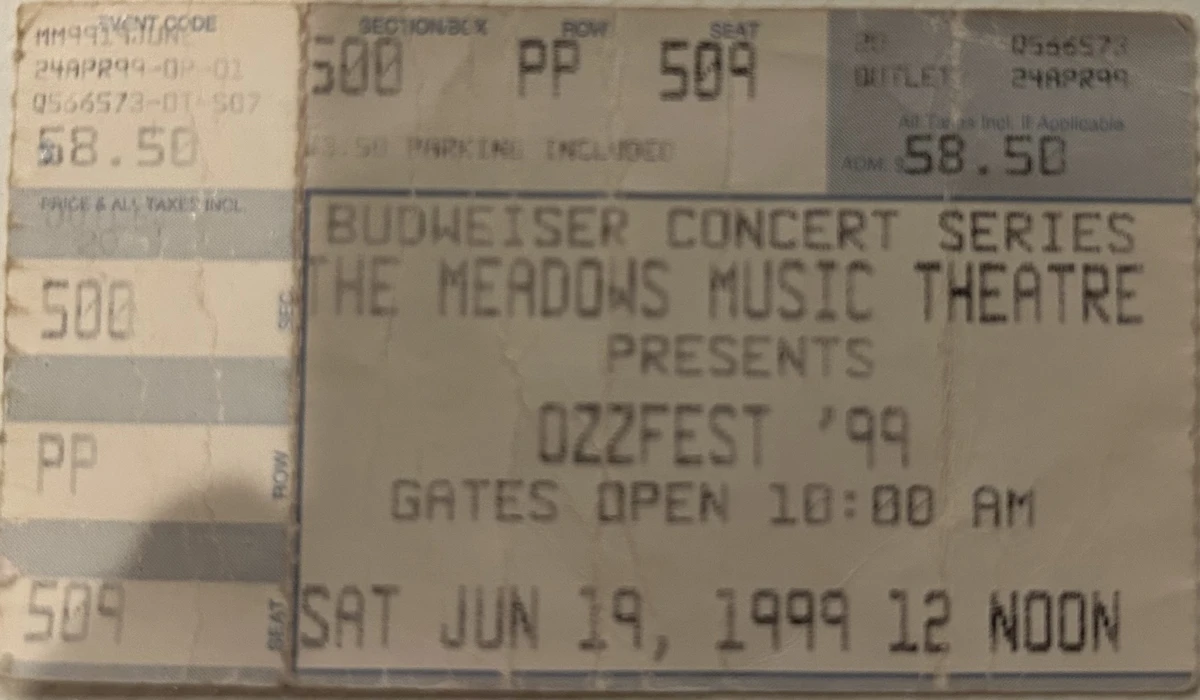 EVENT CODE
MM9919JUNE
24APR99-OP-01
Q566573-OT-S07
58.50
PRICE & ALL TAXES INCL.
500
SEC
PP
ROW
509
SEAT
SECTION/BOX ROW SEAT
500 PP 509
PARKING INCLUDED
Q566573
OUTLET 24APR99
All Taxes Incl. If Applicable
ADM. $58.50
BUDWEISER CONCERT SERIES
THE MEADOWS MUSIC THEATRE
PRESENTS
OZZFEST '99
GATES OPEN 10:00 AM
SAT JUN 19, 1999 12 NOON